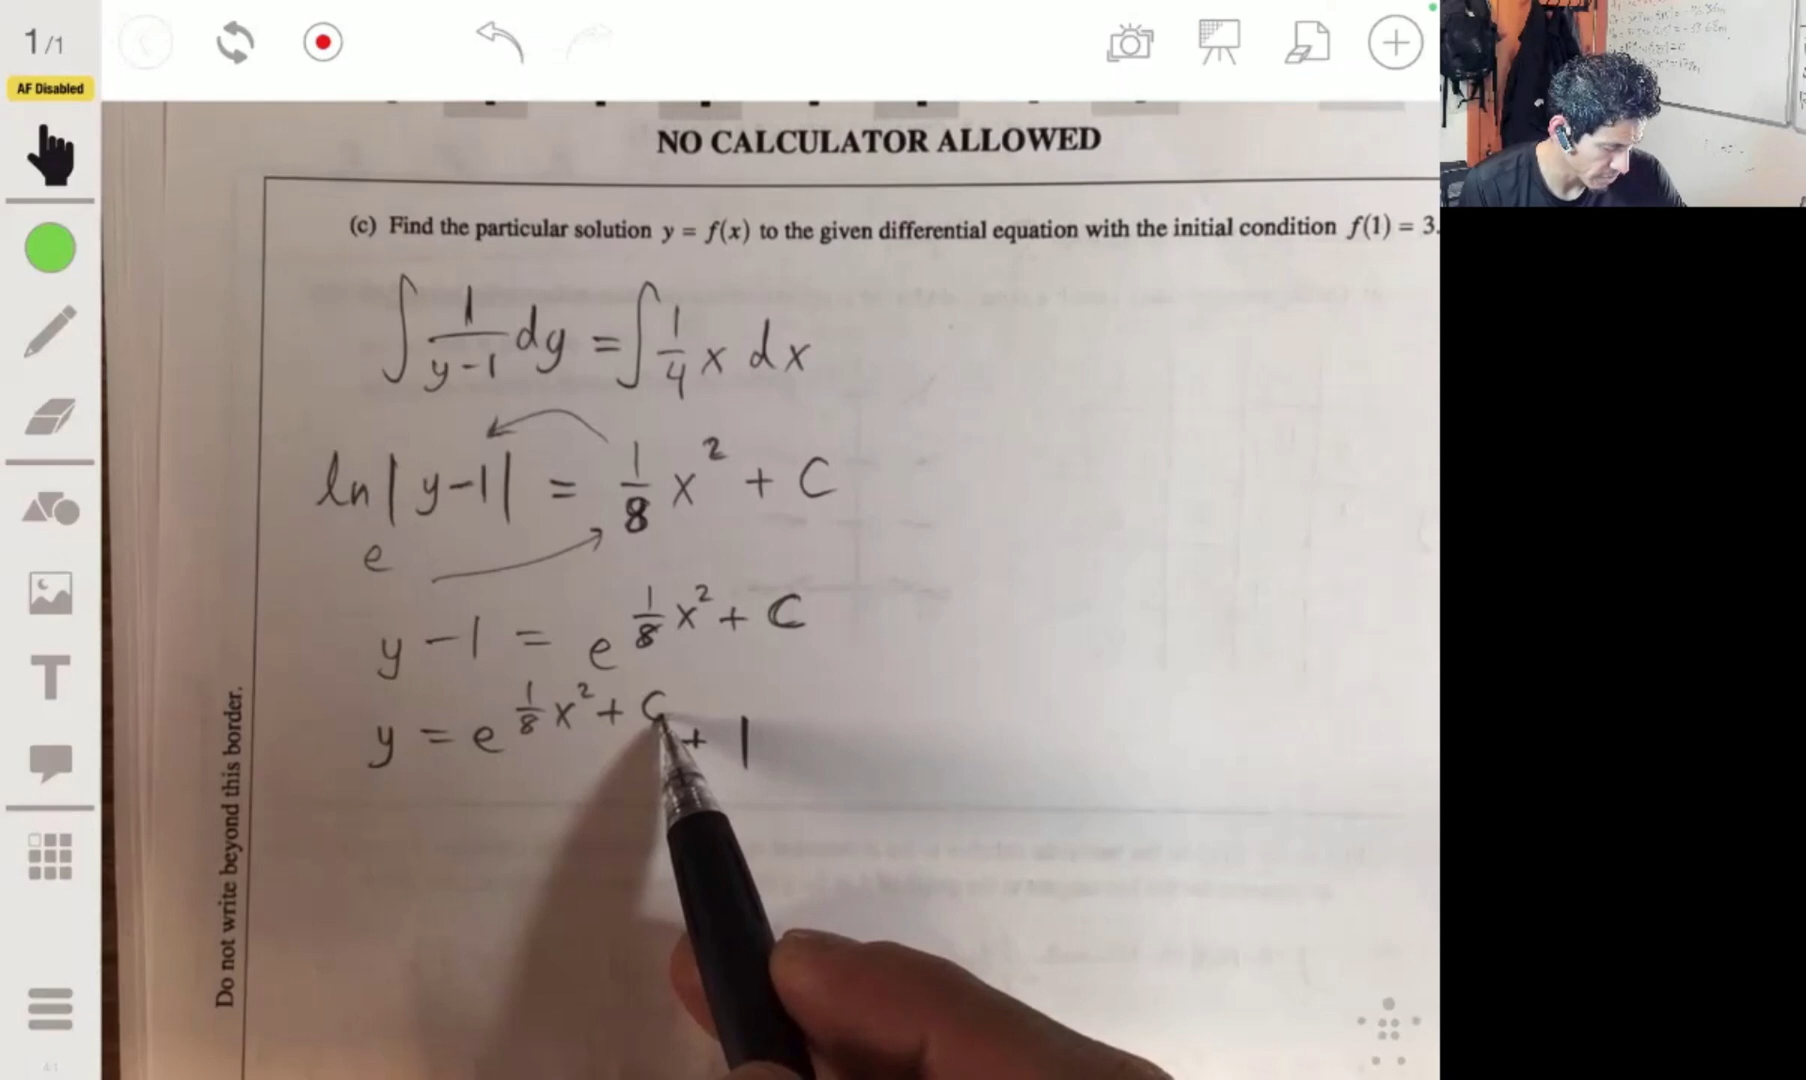 1/1
AF Disabled
NO CALCULATOR ALLOWED
(c) Find the particular solution y = f(x) to the given differential equation with the initial condition f(1) = 3.
∫ 1/(y-1) dy = ∫ 1/4 x dx
ln|y-1| = 1/8 x² + C
e
y - 1 = e^(1/8 x² + C)
y = e^(1/8 x² + C) + 1
Do not write beyond this border.
T